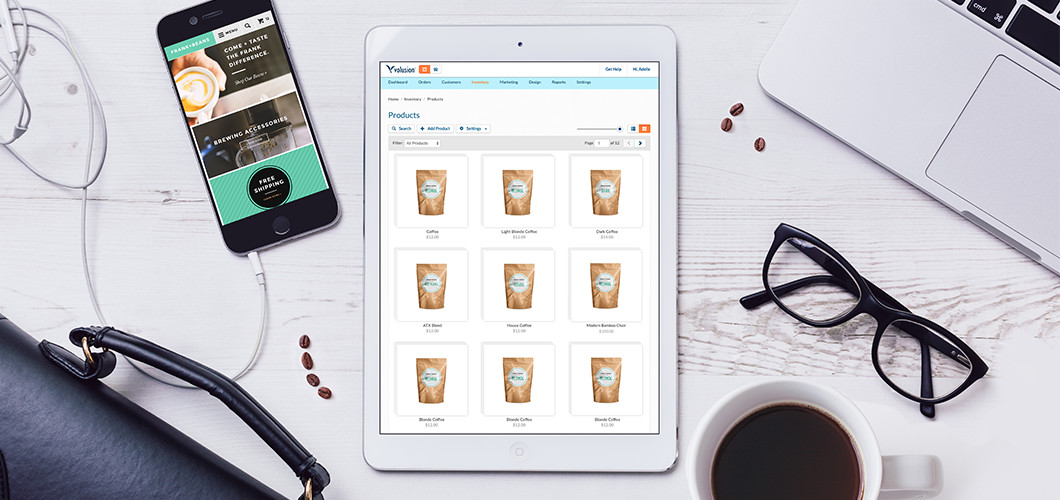 FRANK+BEANS
MENU
12
COME + TASTE
THE FRANK
DIFFERENCE.
Shop Our Beans >
BREWING ACCESSORIES
FREE
SHIPPING
volusion
Get Help
Hi, Adelle
Dashboard Orders Customers Inventory Marketing Design Reports Settings
Home / Inventory / Products
Products
Search Add Product Settings
Filter: All Products Page 1 of 12
Coffee Light Blonde Coffee Dark Coffee
$12.00 $12.00 $14.00
ATX Blend House Coffee Modern Bamboo Chair
$12.00 $12.00 $100.00
Blonde Coffee Blonde Coffee Blonde Coffee
$12.00 $12.00 $12.00
cmd ⌘